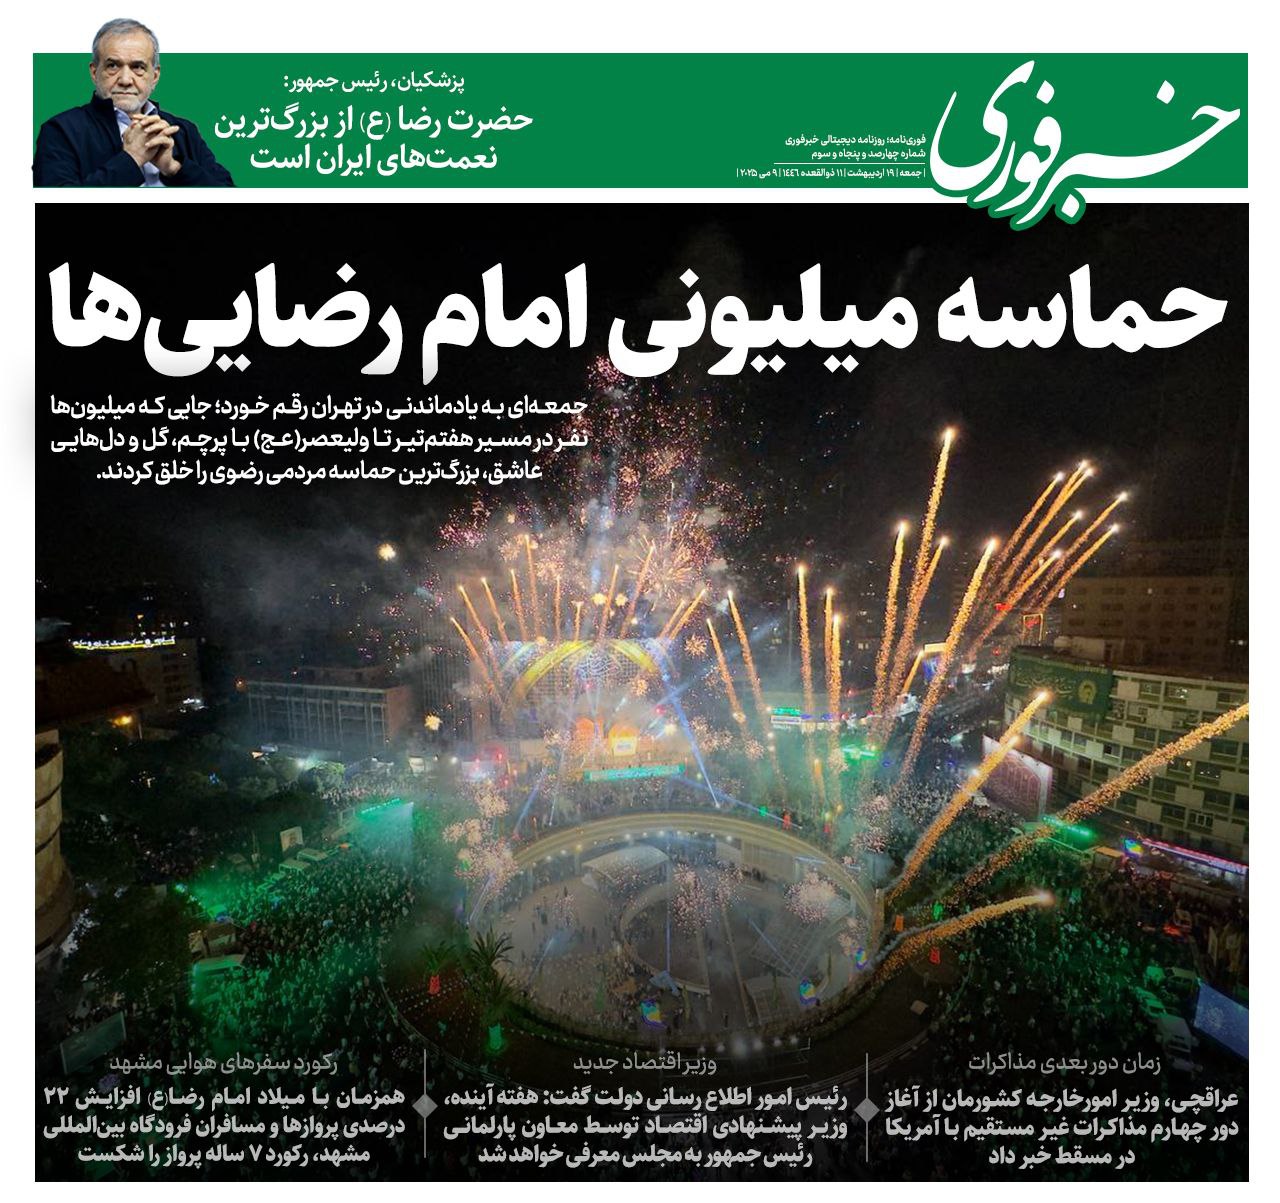 خبرفوری
فوری‌نامه؛ روزنامه دیجیتالی خبرفوری
شماره چهارصد و پنجاه و سوم
| جمعه | ۱۹ اردیبهشت | ۱۱ ذوالقعده ۱٤٤٦ | ۹ می ۲۰۲۵ |
پزشکیان، رئیس جمهور:
حضرت رضا (ع) از بزرگ‌ترین
نعمت‌های ایران است
حماسه میلیونی امام رضایی‌ها
جمعه‌ای به یادماندنی در تهران رقم خورد؛ جایی که میلیون‌ها
نفر در مسیر هفتم‌تیر تا ولیعصر(عج) با پرچم، گل و دل‌هایی
عاشق، بزرگ‌ترین حماسه مردمی رضوی را خلق کردند.
زمان دور بعدی مذاکرات
عراقچی، وزیر امورخارجه کشورمان از آغاز
دور چهارم مذاکرات غیر مستقیم با آمریکا
در مسقط خبر داد
وزیر اقتصاد جدید
رئیس امور اطلاع رسانی دولت گفت: هفته آینده،
وزیر پیشنهادی اقتصاد توسط معاون پارلمانی
رئیس جمهور به مجلس معرفی خواهد شد
رکورد سفرهای هوایی مشهد
همزمان با میلاد امام رضا(ع) افزایش ۲۲
درصدی پروازها و مسافران فرودگاه بین‌المللی
مشهد، رکورد ۷ ساله پرواز را شکست